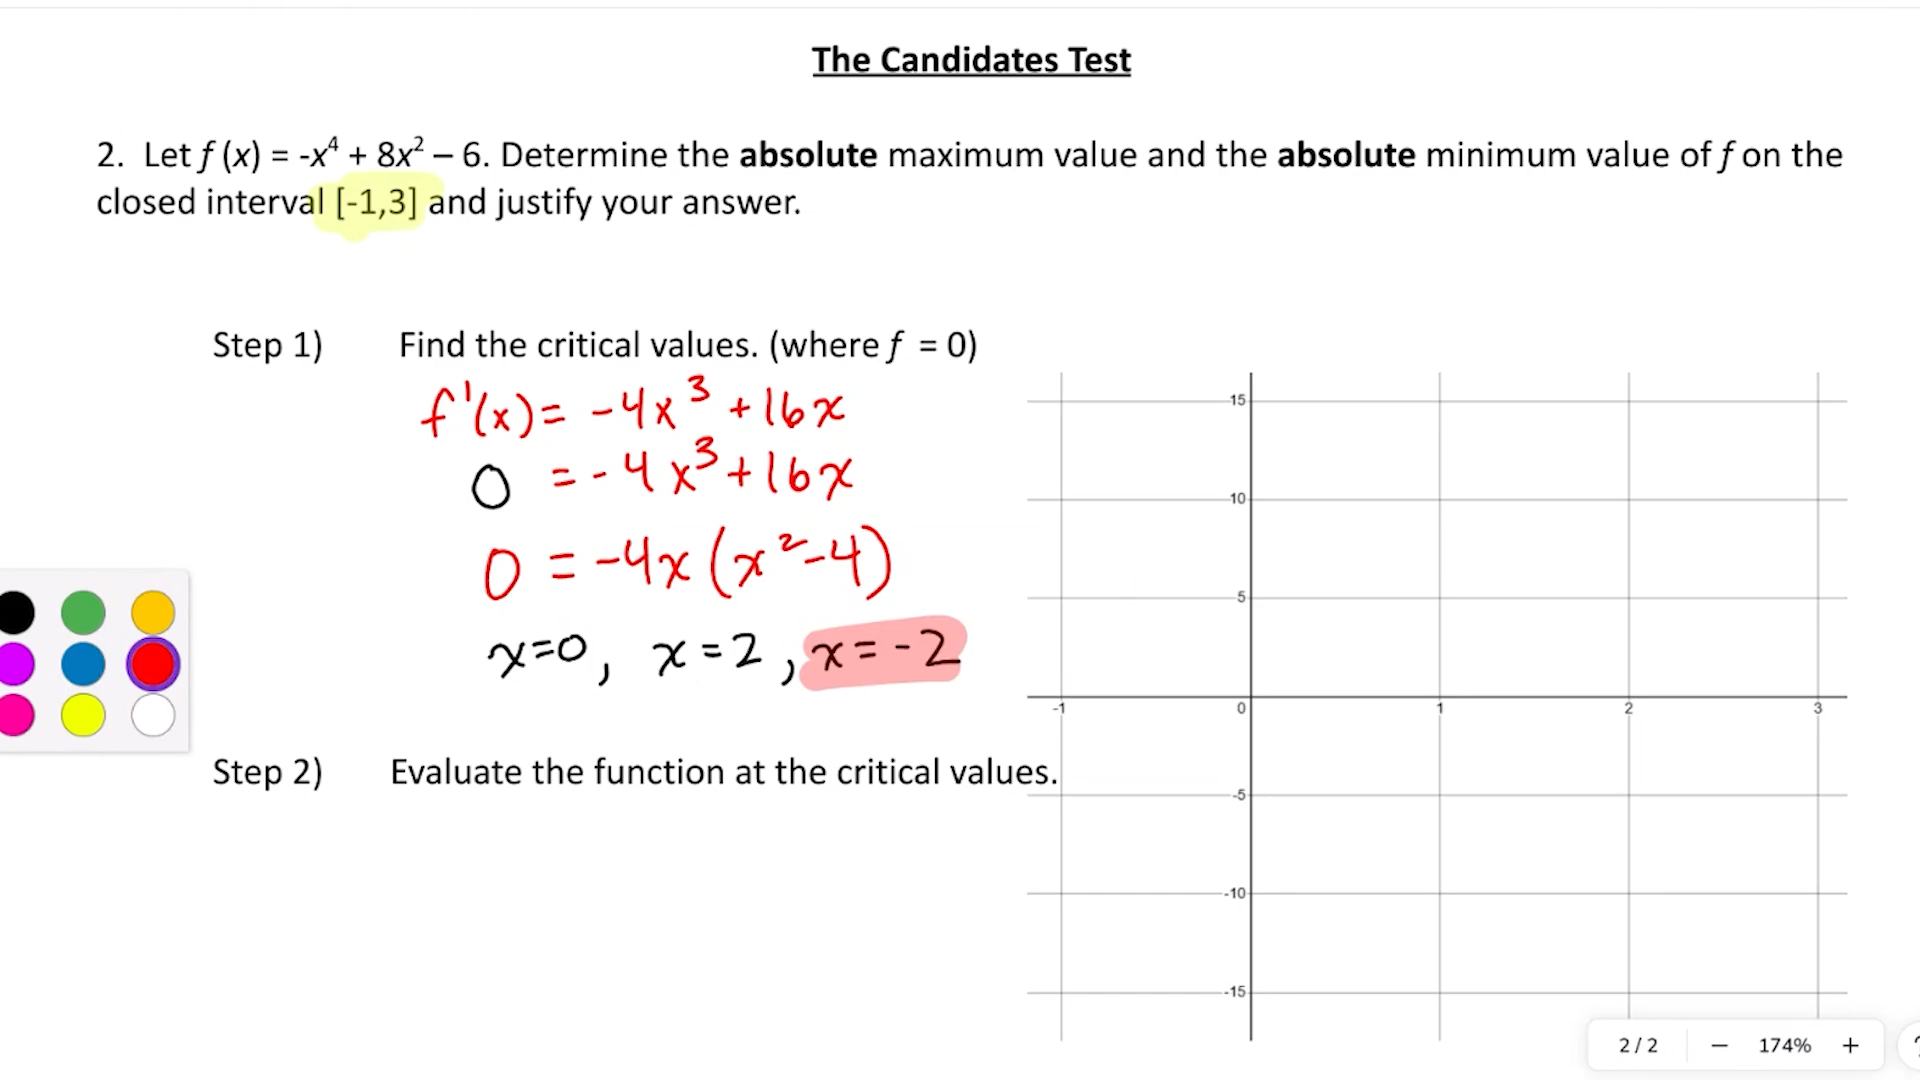 The Candidates Test
2. Let f (x) = -x⁴ + 8x² – 6. Determine the absolute maximum value and the absolute minimum value of f on the
closed interval [-1,3] and justify your answer.
Step 1) Find the critical values. (where f = 0)
f'(x) = -4x³ + 16x
0 = -4x³ + 16x
0 = -4x(x²-4)
x=0, x=2, x=-2
Step 2) Evaluate the function at the critical values.
15
10
5
-1 0 1 2 3
-5
-10
-15
2 / 2 − 174% +